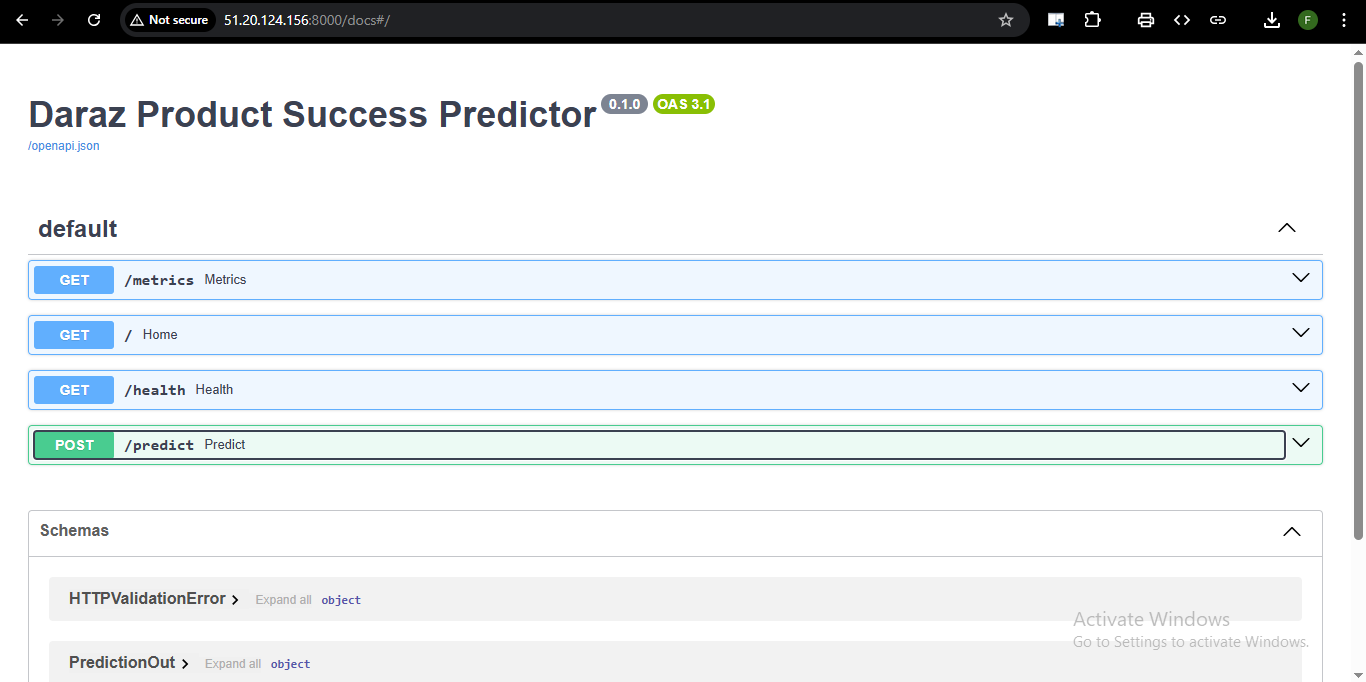 Not secure 51.20.124.156:8000/docs#/ F
Daraz Product Success Predictor 0.1.0 OAS 3.1
/openapi.json
default
GET /metrics Metrics
GET / Home
GET /health Health
POST /predict Predict
Schemas
HTTPValidationError Expand all object
PredictionOut Expand all object
Activate Windows
Go to Settings to activate Windows.